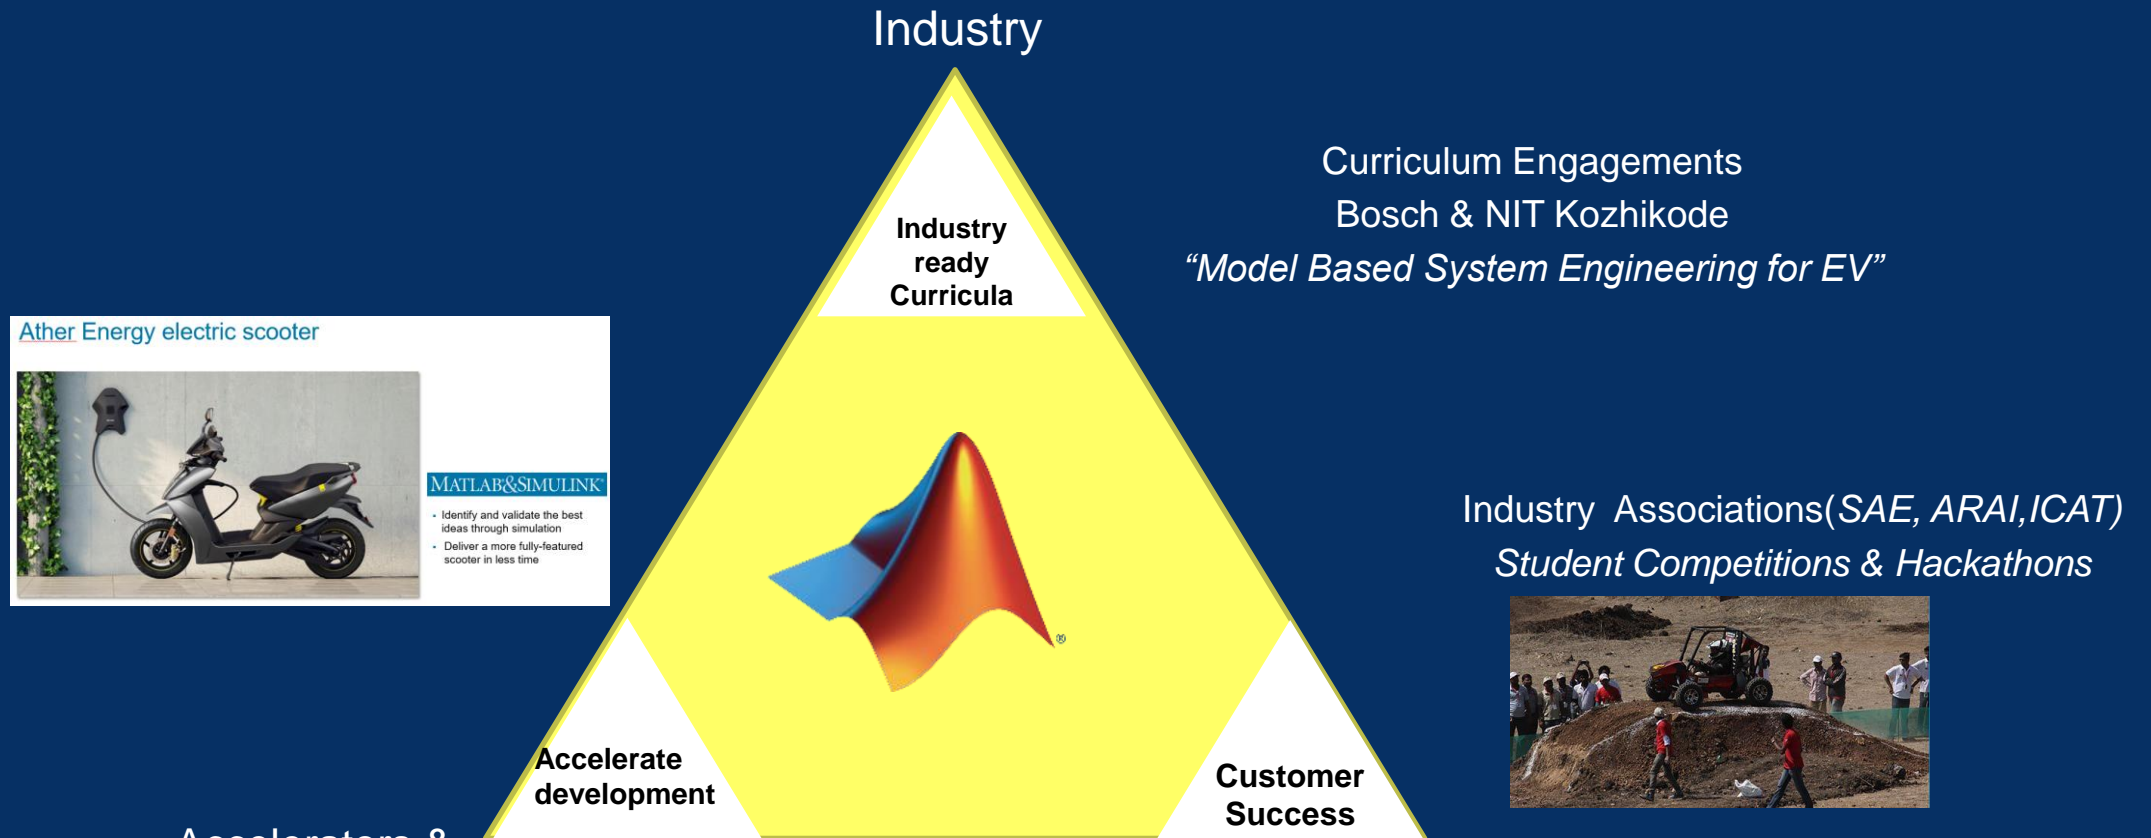 Industry
Industry
ready
Curricula
Curriculum Engagements
Bosch & NIT Kozhikode
“Model Based System Engineering for EV”
Ather Energy electric scooter
MATLAB&SIMULINK
• Identify and validate the best
ideas through simulation
• Deliver a more fully-featured
scooter in less time
Industry  Associations(SAE, ARAI,ICAT)
Student Competitions & Hackathons
®
Accelerate
development
Customer
Success
Accelerators &